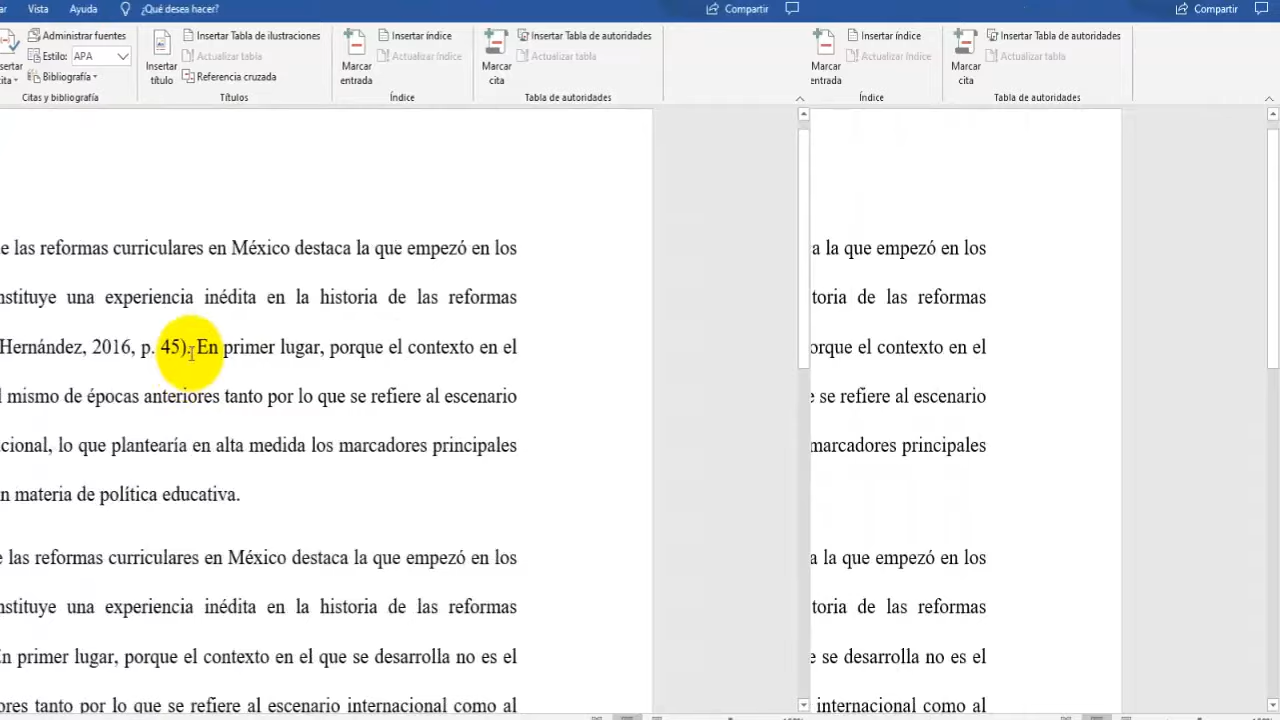 Vista Ayuda ¿Qué desea hacer? Compartir Compartir
Administrar fuentes
Estilo: APA
Bibliografía
Citas y bibliografía
Insertar título
Insertar Tabla de ilustraciones
Actualizar tabla
Referencia cruzada
Títulos
Marcar entrada
Insertar índice
Actualizar índice
Índice
Marcar cita
Insertar Tabla de autoridades
Actualizar tabla
Tabla de autoridades
Marcar entrada
Insertar índice
Actualizar índice
Índice
Marcar cita
Insertar Tabla de autoridades
Actualizar tabla
Tabla de autoridades
las reformas curriculares en México destaca la que empezó en los
nstituye una experiencia inédita en la historia de las reformas
Hernández, 2016, p. 45). En primer lugar, porque el contexto en el
l mismo de épocas anteriores tanto por lo que se refiere al escenario
cional, lo que plantearía en alta medida los marcadores principales
n materia de política educativa.
e las reformas curriculares en México destaca la que empezó en los
nstituye una experiencia inédita en la historia de las reformas
En primer lugar, porque el contexto en el que se desarrolla no es el
ores tanto por lo que se refiere al escenario internacional como al
a la que empezó en los
toria de las reformas
orque el contexto en el
se refiere al escenario
marcadores principales
a la que empezó en los
toria de las reformas
se desarrolla no es el
internacional como al